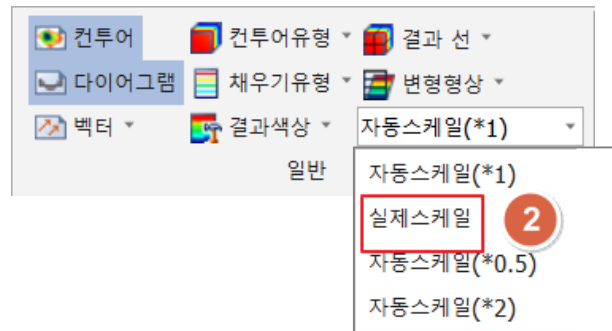 컨투어 컨투어유형 결과 선
다이어그램 채우기유형 변형형상
벡터 결과색상 자동스케일(*1)
일반
자동스케일(*1)
실제스케일 2
자동스케일(*0.5)
자동스케일(*2)